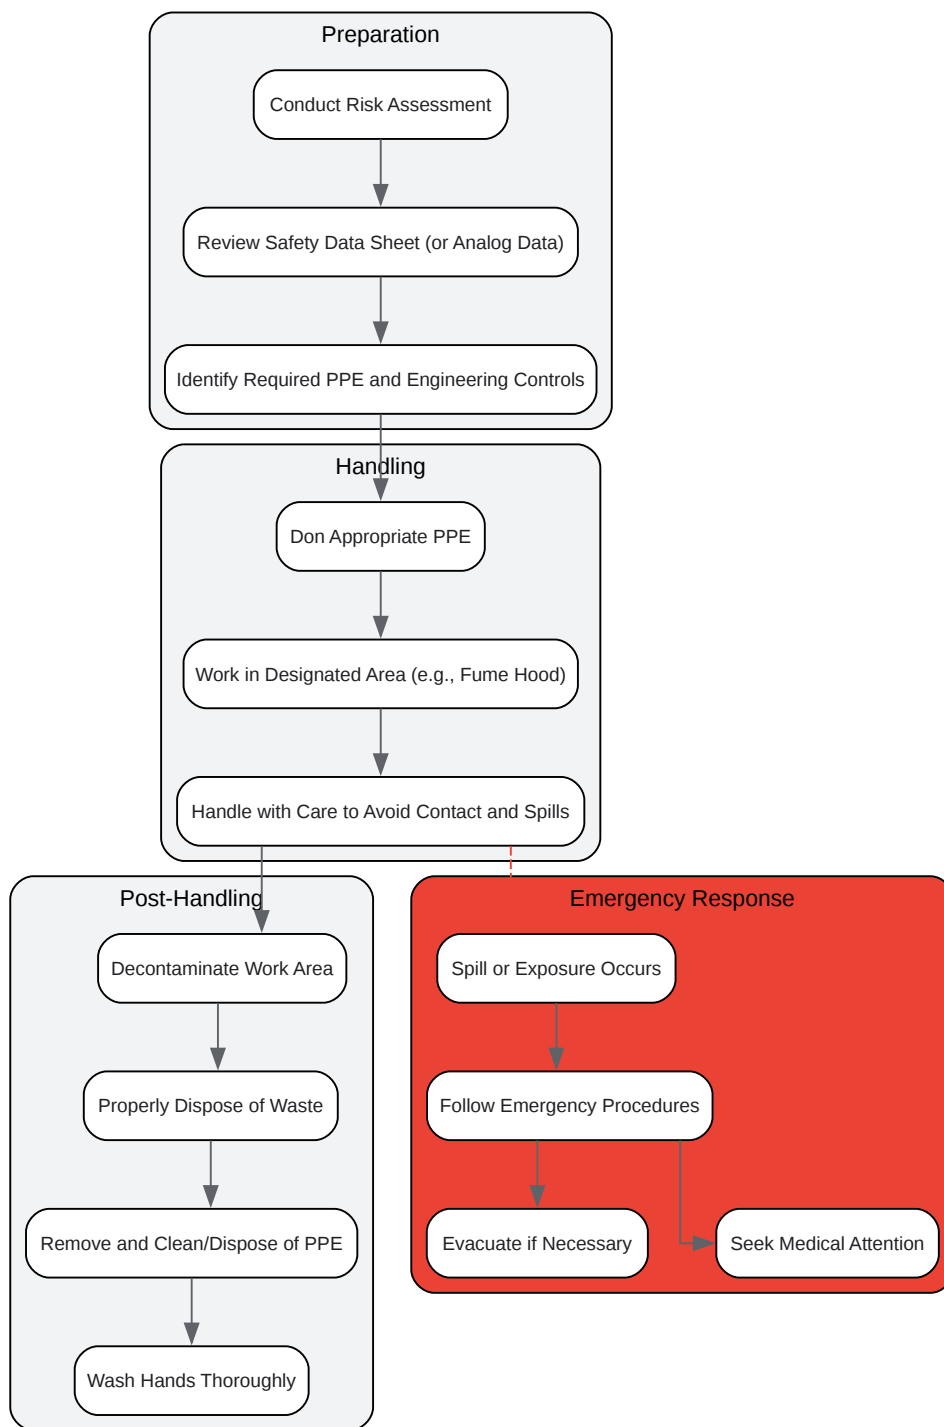 Preparation
Conduct Risk Assessment
Review Safety Data Sheet (or Analog Data)
Identify Required PPE and Engineering Controls
Handling
Don Appropriate PPE
Work in Designated Area (e.g., Fume Hood)
Handle with Care to Avoid Contact and Spills
Post-Handling
Decontaminate Work Area
Properly Dispose of Waste
Remove and Clean/Dispose of PPE
Wash Hands Thoroughly
Emergency Response
Spill or Exposure Occurs
Follow Emergency Procedures
Evacuate if Necessary
Seek Medical Attention